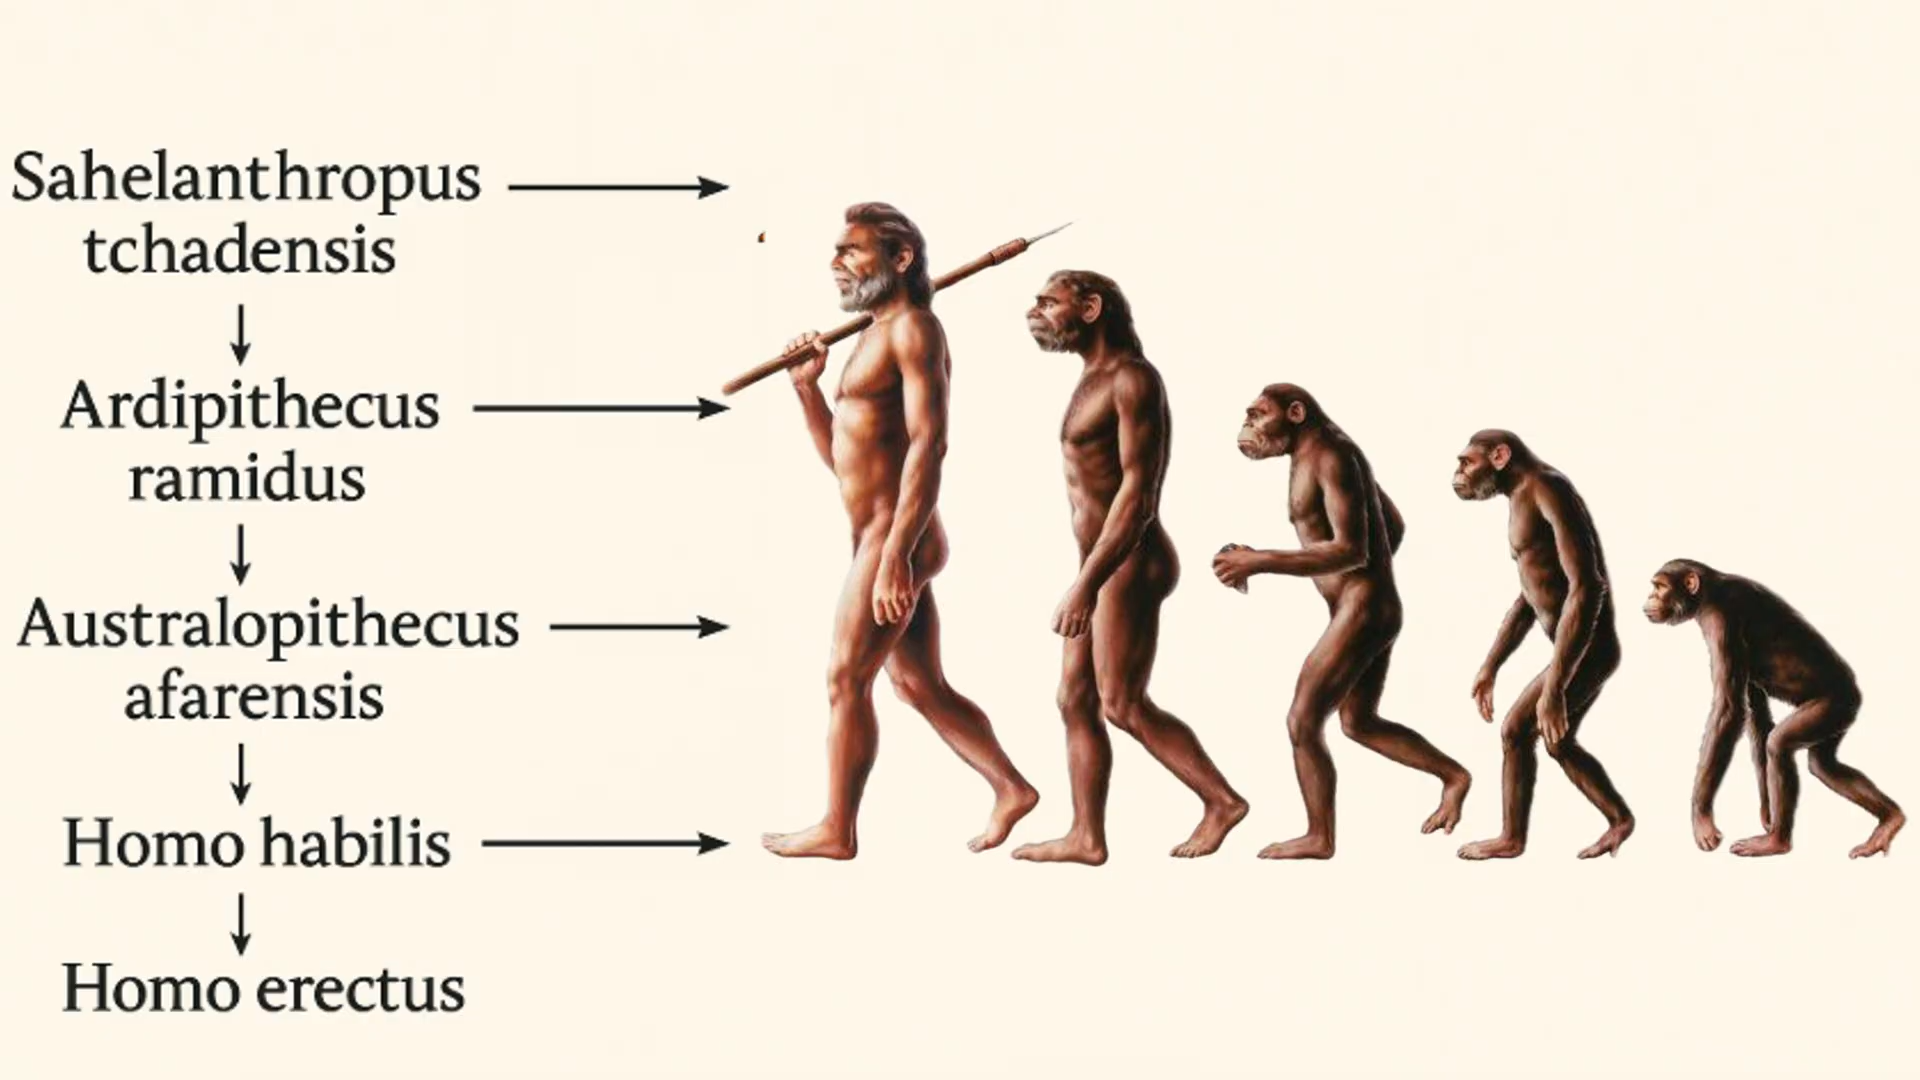 Sahelanthropus
tchadensis
Ardipithecus
ramidus
Australopithecus
afarensis
Homo habilis
Homo erectus